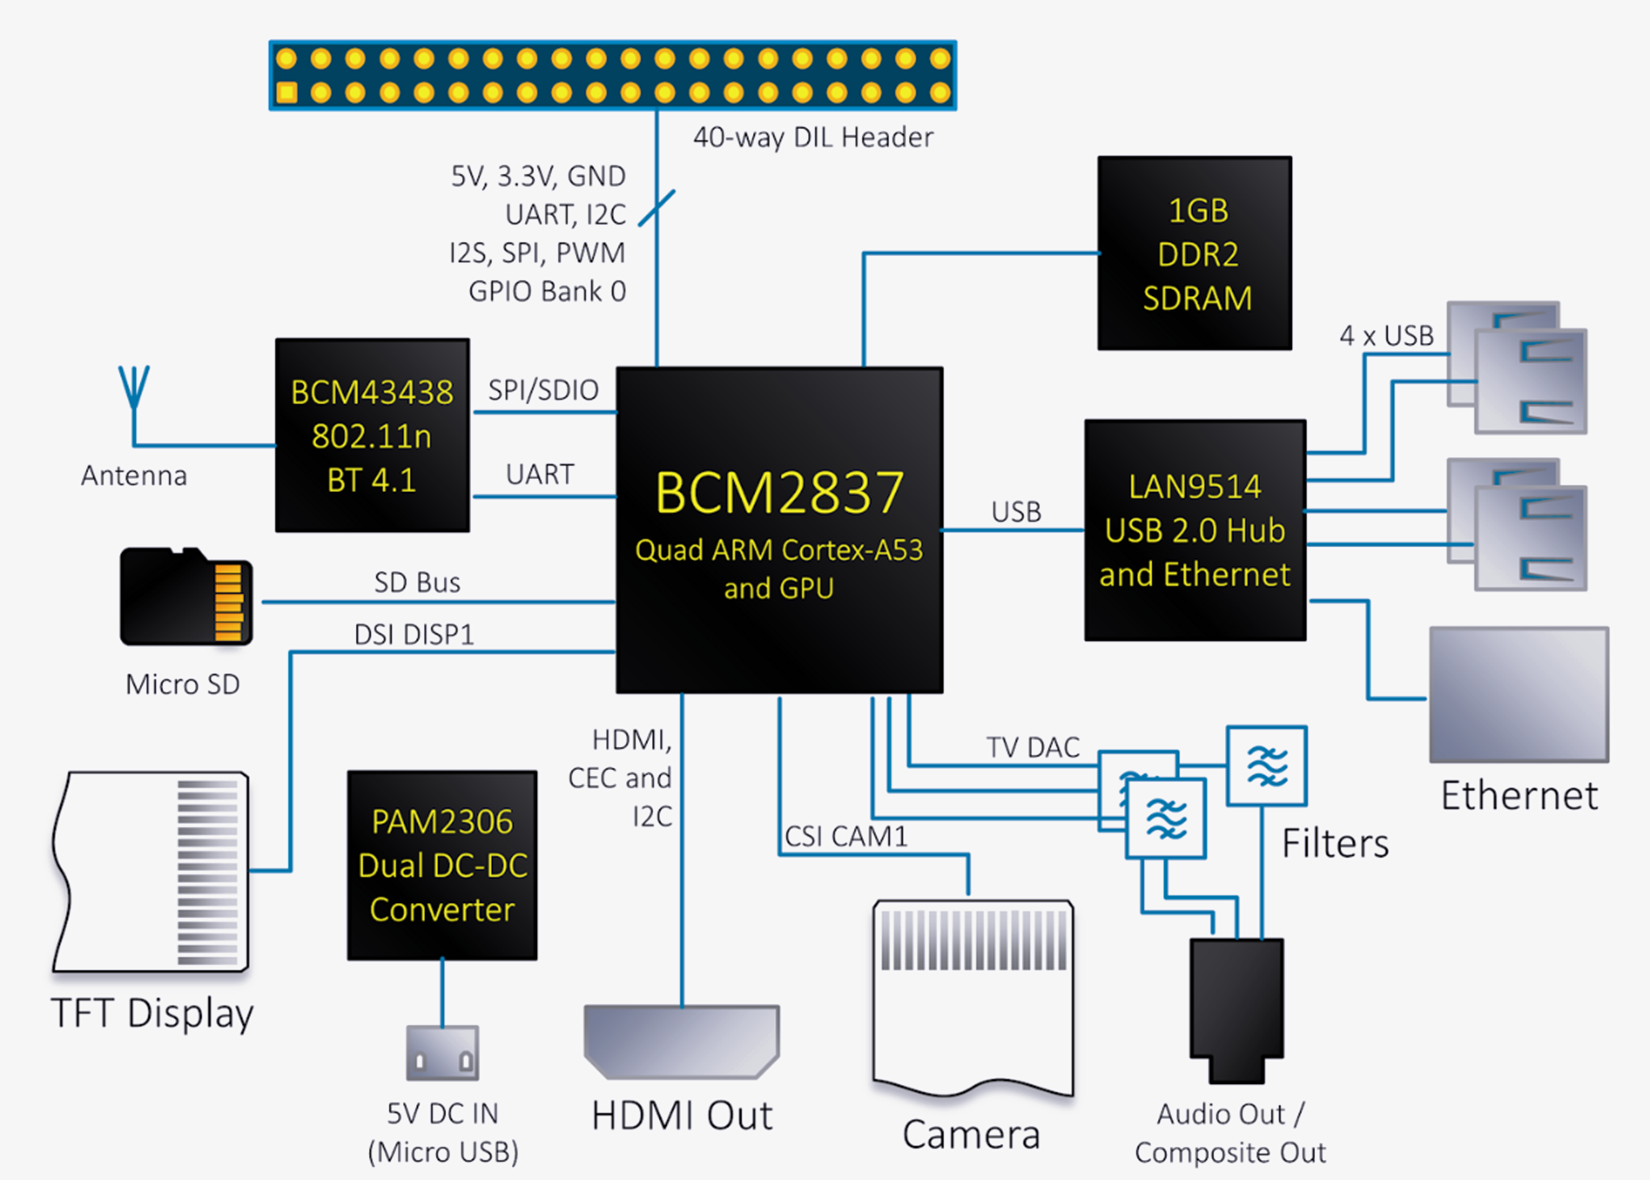 40-way DIL Header
5V, 3.3V, GND
UART, I2C
I2S, SPI, PWM
GPIO Bank 0
1GB
DDR2
SDRAM
4 x USB
BCM43438
802.11n
BT 4.1
SPI/SDIO
UART
Antenna
BCM2837
Quad ARM Cortex-A53
and GPU
USB
LAN9514
USB 2.0 Hub
and Ethernet
SD Bus
DSI DISP1
Micro SD
HDMI,
CEC and
I2C
TV DAC
CSI CAM1
Filters
Ethernet
PAM2306
Dual DC-DC
Converter
TFT Display
5V DC IN
(Micro USB)
HDMI Out
Camera
Audio Out /
Composite Out